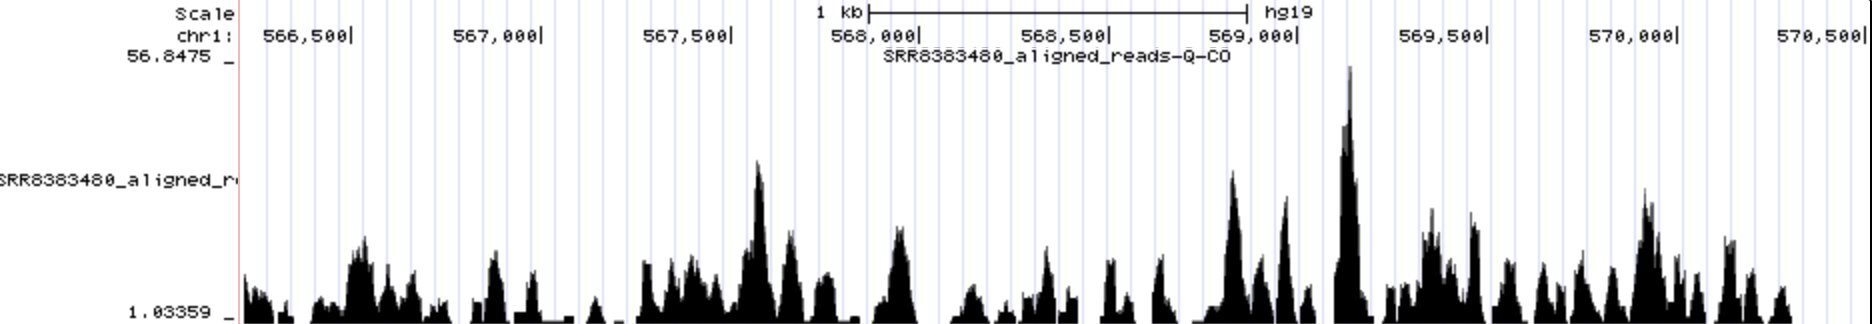 Scale 1 kb hg19
chr1: 566,500| 567,000| 567,500| 568,000| 568,500| 569,000| 569,500| 570,000| 570,500|
56.8475 _ SRR8383480_aligned_reads-Q-CO
SRR8383480_aligned_r
1.03359 _